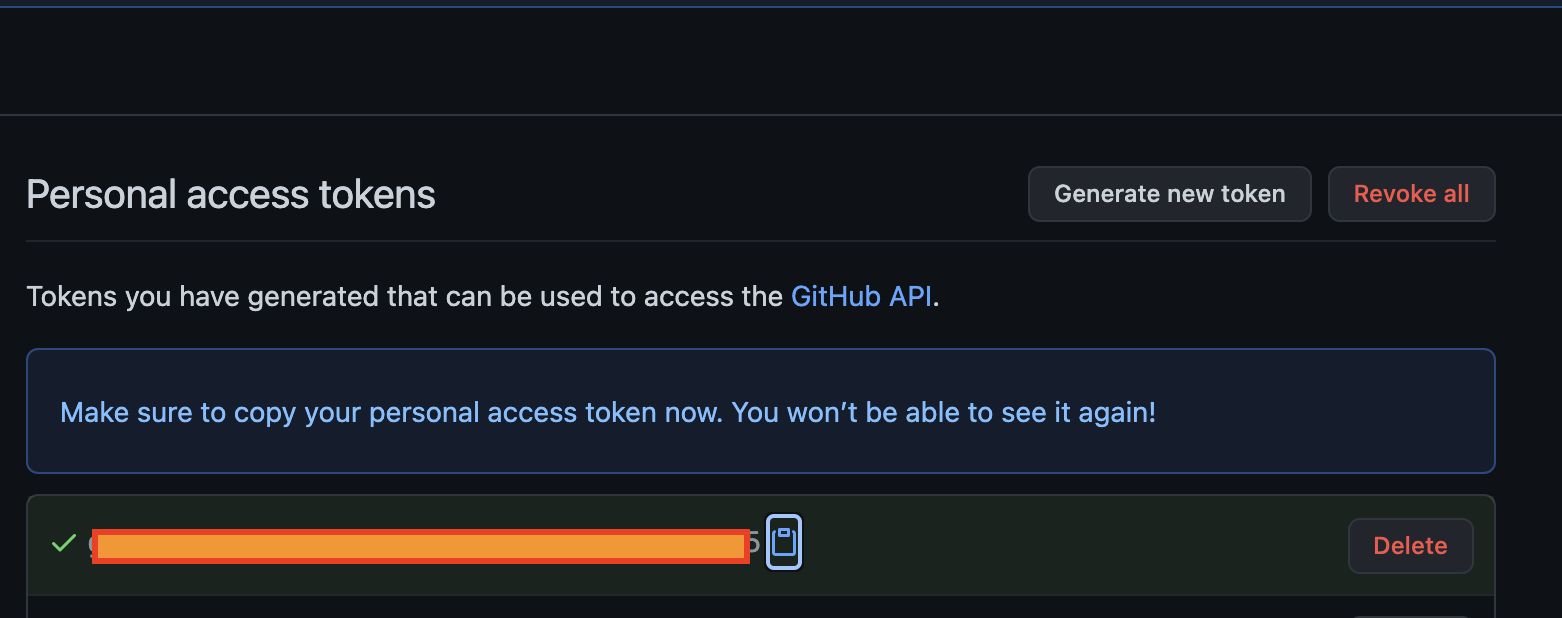 Personal access tokens
Generate new token
Revoke all
Tokens you have generated that can be used to access the GitHub API.
Make sure to copy your personal access token now. You won’t be able to see it again!
Delete